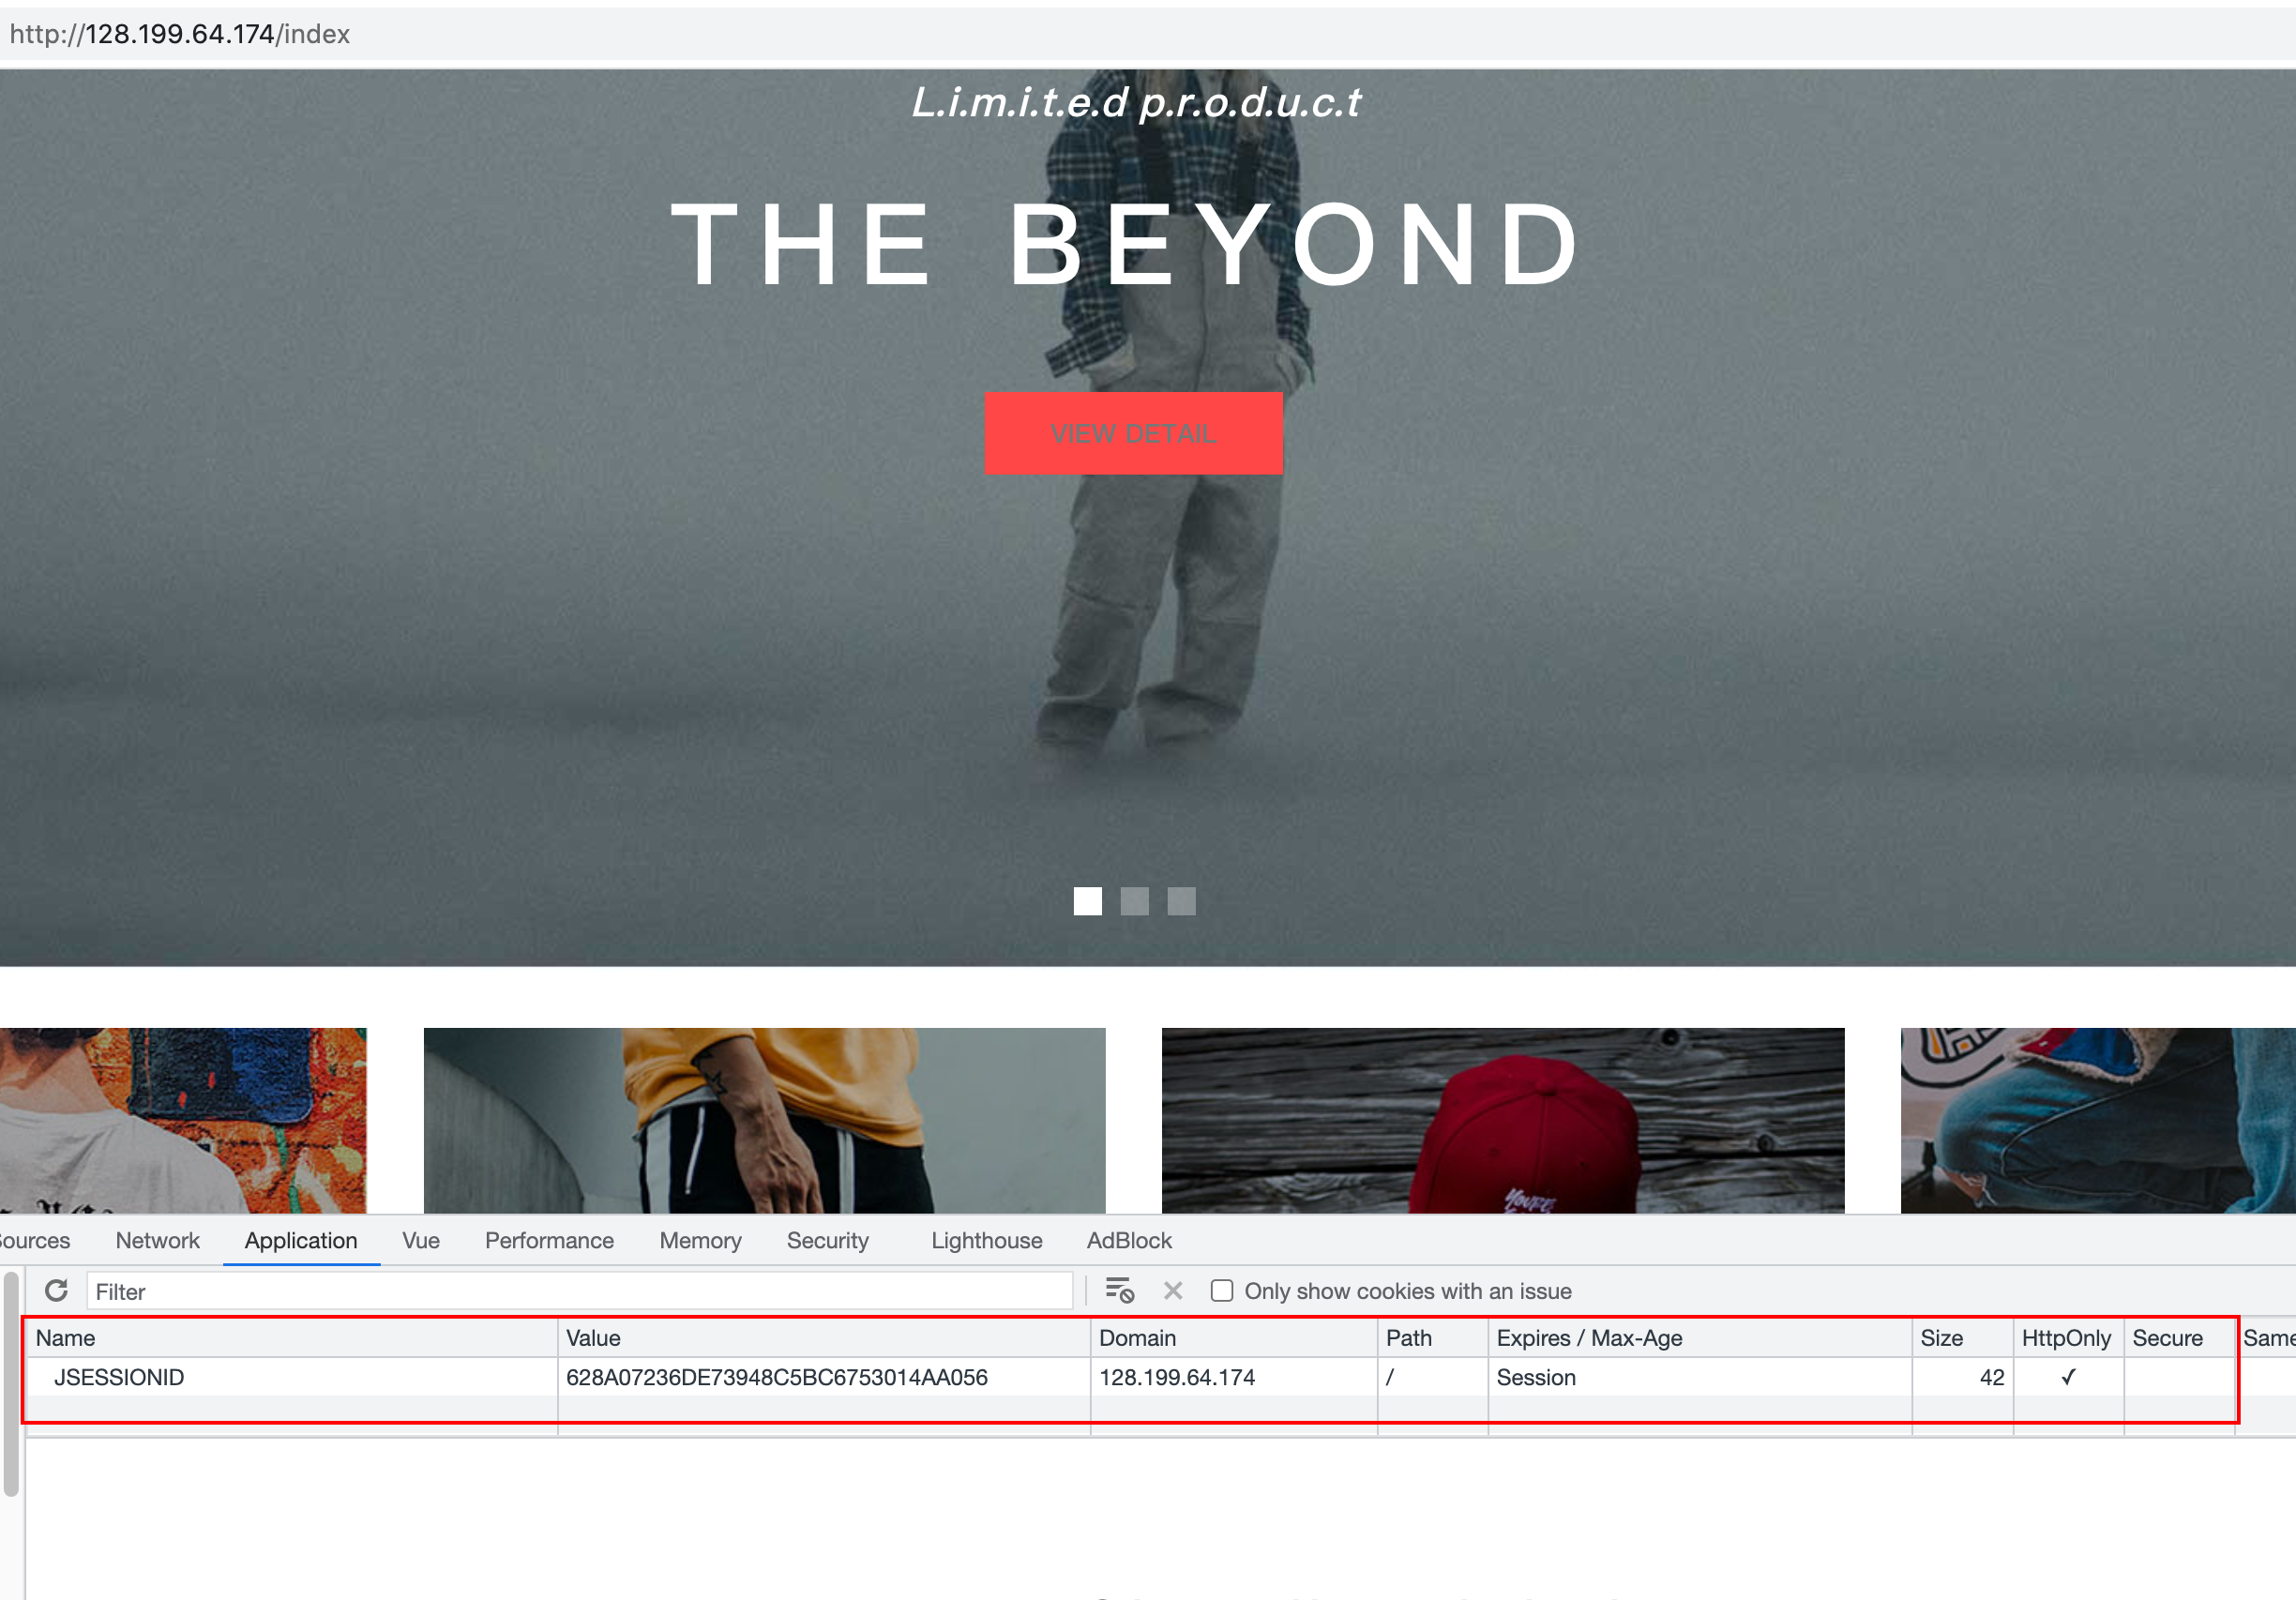 http://128.199.64.174/index
L.i.m.i.t.e.d p.r.o.d.u.c.t
THE BEYOND
VIEW DETAIL
ources Network Application Vue Performance Memory Security Lighthouse AdBlock
Filter Only show cookies with an issue
Name Value Domain Path Expires / Max-Age Size HttpOnly Secure Same
JSESSIONID 628A07236DE73948C5BC6753014AA056 128.199.64.174 / Session 42 ✓